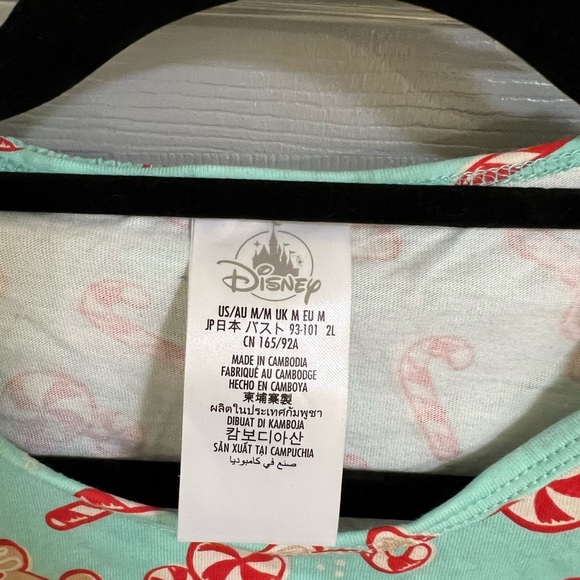 Disney
US/AU M/M UK M EU M
JP日本 バスト 93-101 2L
CN 165/92A
MADE IN CAMBODIA
FABRIQUÉ AU CAMBODGE
HECHO EN CAMBOYA
柬埔寨製
ผลิตในประเทศกัมพูชา
DIBUAT DI KAMBOJA
캄보디아산
SẢN XUẤT TẠI CAMPUCHIA
صنع في كامبوديا